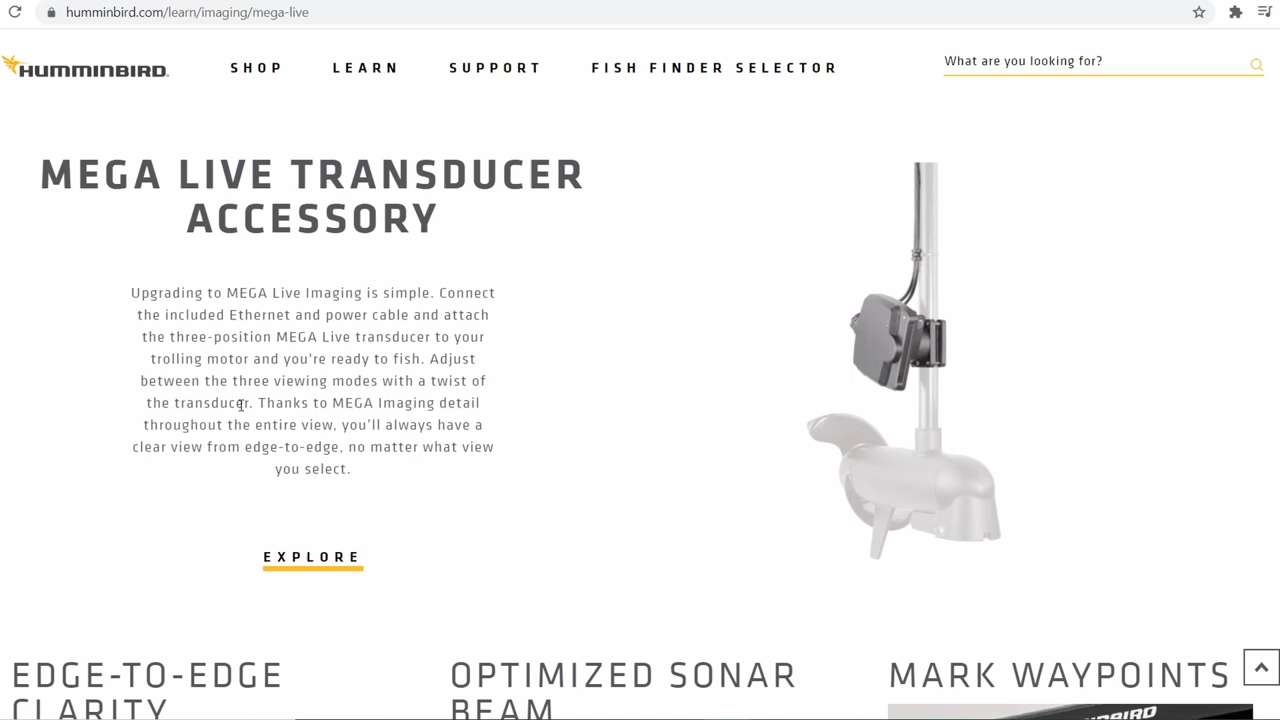 humminbird.com/learn/imaging/mega-live
HUMMINBIRD.
SHOP
LEARN
SUPPORT
FISH FINDER SELECTOR
What are you looking for?
MEGA LIVE TRANSDUCER
ACCESSORY
Upgrading to MEGA Live Imaging is simple. Connect
the included Ethernet and power cable and attach
the three-position MEGA Live transducer to your
trolling motor and you're ready to fish. Adjust
between the three viewing modes with a twist of
the transducer. Thanks to MEGA Imaging detail
throughout the entire view, you'll always have a
clear view from edge-to-edge, no matter what view
you select.
EXPLORE
EDGE-TO-EDGE
CLARITY
OPTIMIZED SONAR
BEAM
MARK WAYPOINTS
HUMMINBIRD